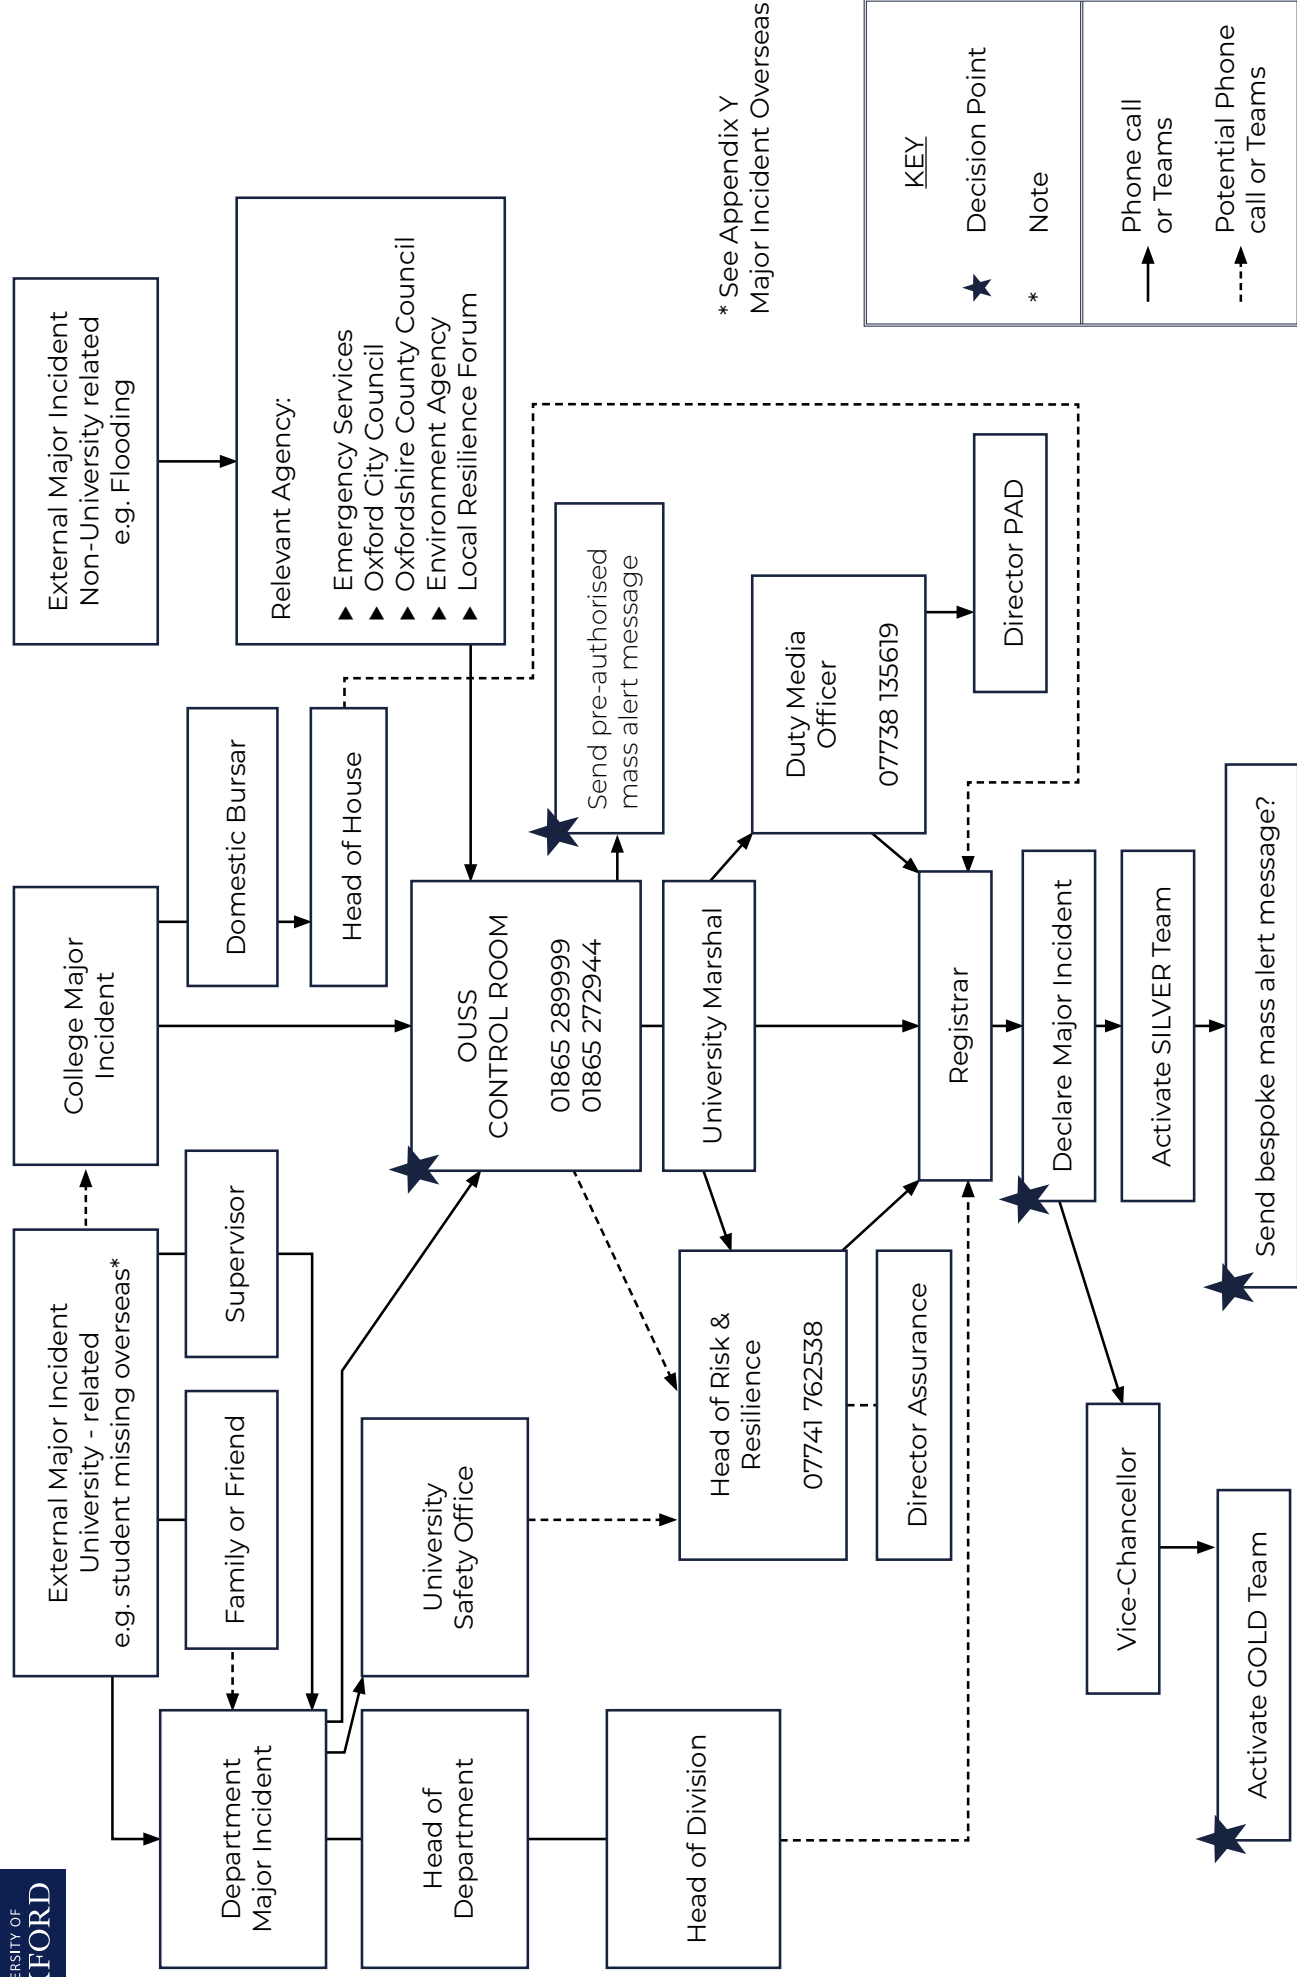 FORD
External Major Incident
University - related
e.g. student missing overseas*
College Major
Incident
External Major Incident
Non-University related
e.g. Flooding
Family or Friend
Supervisor
Domestic Bursar
Head of House
Relevant Agency:
▶ Emergency Services
▶ Oxford City Council
▶ Oxfordshire County Council
▶ Environment Agency
▶ Local Resilience Forum
Department
Major Incident
Head of
Department
University
Safety Office
OUSS
CONTROL ROOM
01865 289999
01865 272944
Send pre-authorised
mass alert message
Head of Division
Head of Risk &
Resilience
07741 762538
University Marshal
Duty Media
Officer
07738 135619
Director Assurance
Registrar
Director PAD
Declare Major Incident
Vice-Chancellor
Activate SILVER Team
Activate GOLD Team
Send bespoke mass alert message?
* See Appendix Y
Major Incident Overseas
KEY
Decision Point
* Note
Phone call
or Teams
Potential Phone
call or Teams